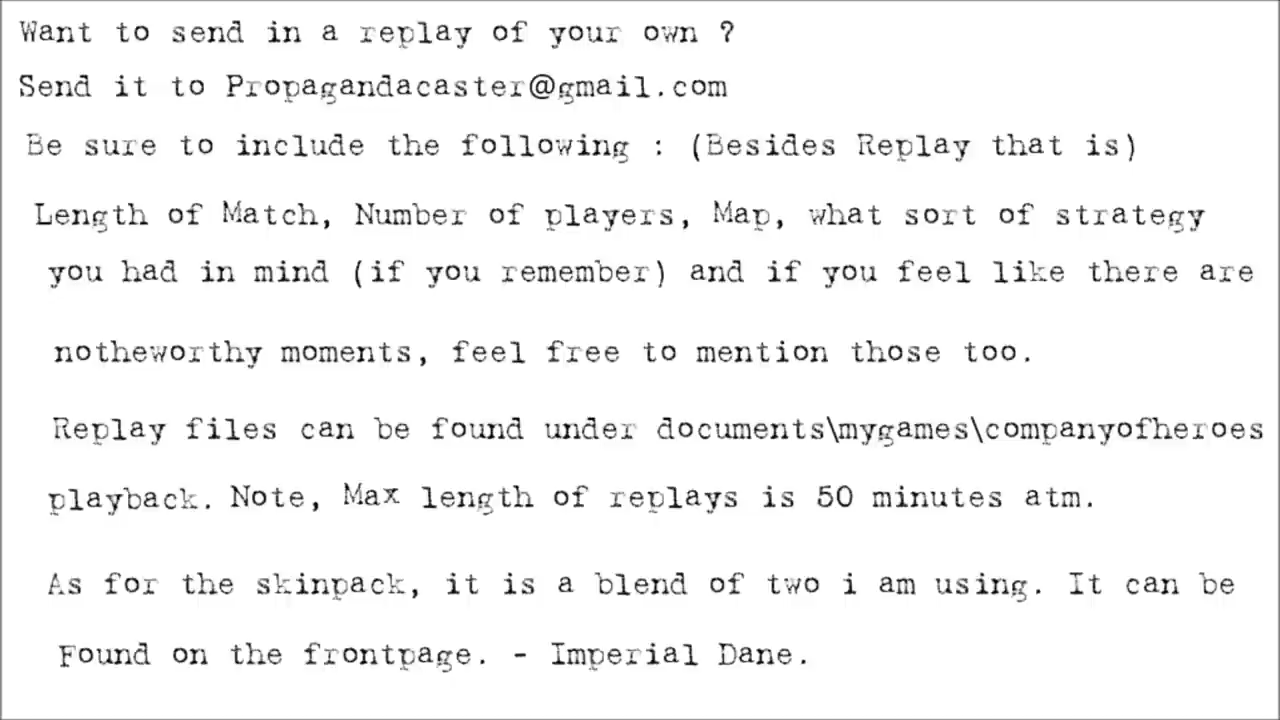 Want to send in a replay of your own ?
Send it to Propagandacaster@gmail.com
Be sure to include the following : (Besides Replay that is)
Length of Match, Number of players, Map, what sort of strategy
you had in mind (if you remember) and if you feel like there are
notheworthy moments, feel free to mention those too.
Replay files can be found under documents\mygames\companyofheroes
playback. Note, Max length of replays is 50 minutes atm.
As for the skinpack, it is a blend of two i am using. It can be
Found on the frontpage. - Imperial Dane.